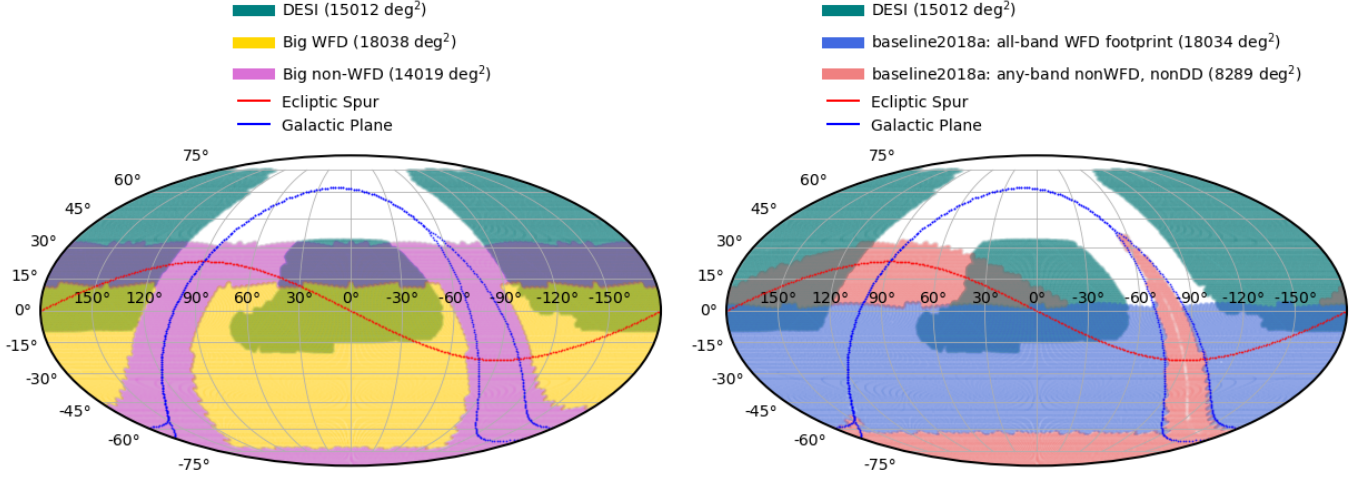 DESI (15012 deg²)
Big WFD (18038 deg²)
Big non-WFD (14019 deg²)
Ecliptic Spur
Galactic Plane
75°
60°
45°
30°
15°
0°
-15°
-30°
-45°
-60°
-75°
150° 120° 90° 60° 30° 0° -30° -60° -90° -120° -150°
DESI (15012 deg²)
baseline2018a: all-band WFD footprint (18034 deg²)
baseline2018a: any-band nonWFD, nonDD (8289 deg²)
Ecliptic Spur
Galactic Plane
75°
60°
45°
30°
15°
0°
-15°
-30°
-45°
-60°
-75°
150° 120° 90° 60° 30° 0° -30° -60° -90° -120° -150°